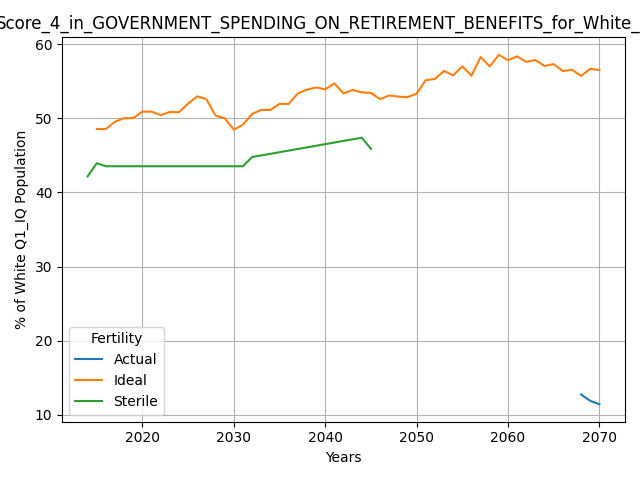 Score_4_in_GOVERNMENT_SPENDING_ON_RETIREMENT_BENEFITS_for_White_
60
50
40
30
20
10
% of White Q1_IQ Population
Fertility
Actual
Ideal
Sterile
2020 2030 2040 2050 2060 2070
Years